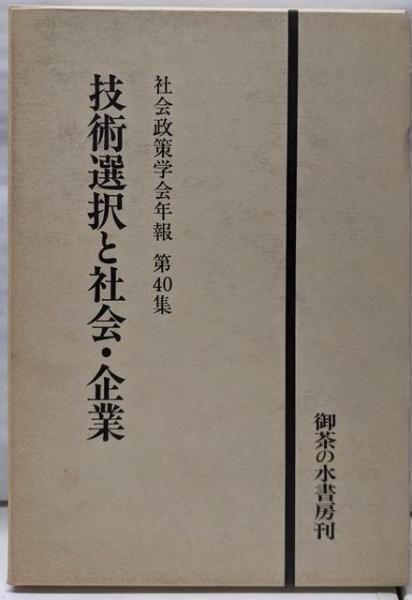 社会政策学会年報 第40集
技術選択と社会・企業
御茶の水書房刊